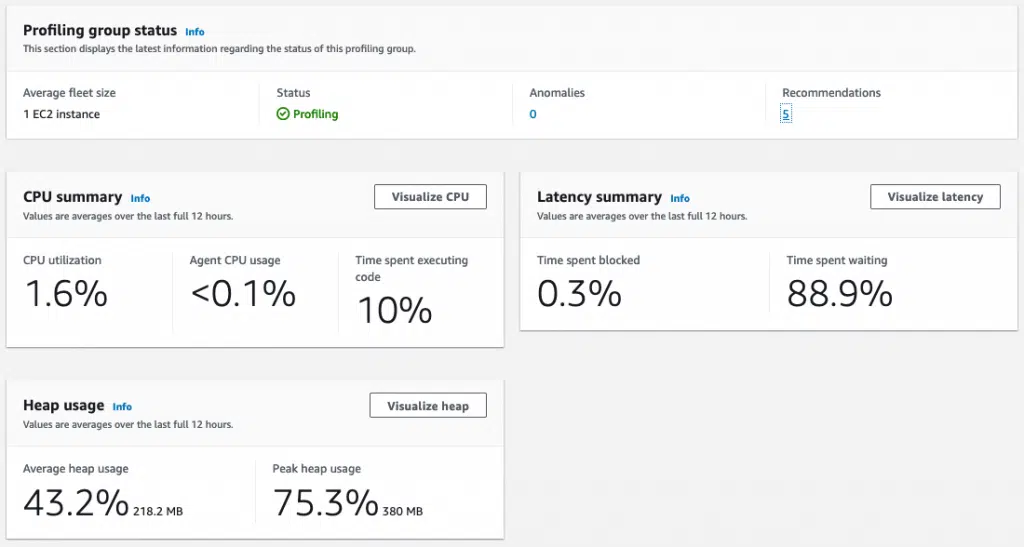 Profiling group status Info
This section displays the latest information regarding the status of this profiling group.
Average fleet size
1 EC2 instance
Status
Profiling
Anomalies
0
Recommendations
5
CPU summary Info
Values are averages over the last full 12 hours.
Visualize CPU
CPU utilization
1.6%
Agent CPU usage
<0.1%
Time spent executing
code
10%
Latency summary Info
Values are averages over the last full 12 hours.
Visualize latency
Time spent blocked
0.3%
Time spent waiting
88.9%
Heap usage Info
Values are averages over the last full 12 hours.
Visualize heap
Average heap usage
43.2% 218.2 MB
Peak heap usage
75.3% 380 MB